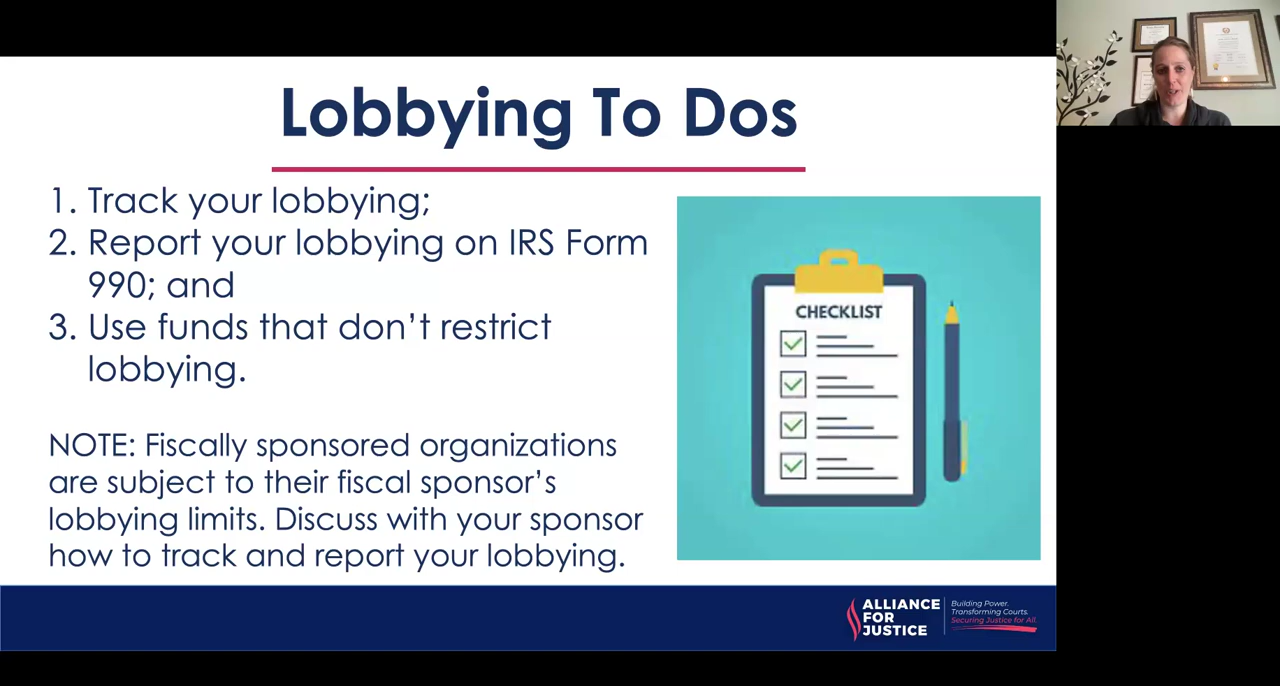 Lobbying To Dos
1. Track your lobbying;
2. Report your lobbying on IRS Form
990; and
3. Use funds that don’t restrict
lobbying.
NOTE: Fiscally sponsored organizations
are subject to their fiscal sponsor’s
lobbying limits. Discuss with your sponsor
how to track and report your lobbying.
CHECKLIST
ALLIANCE
FOR
JUSTICE
Building Power.
Transforming Courts.
Securing Justice for All.